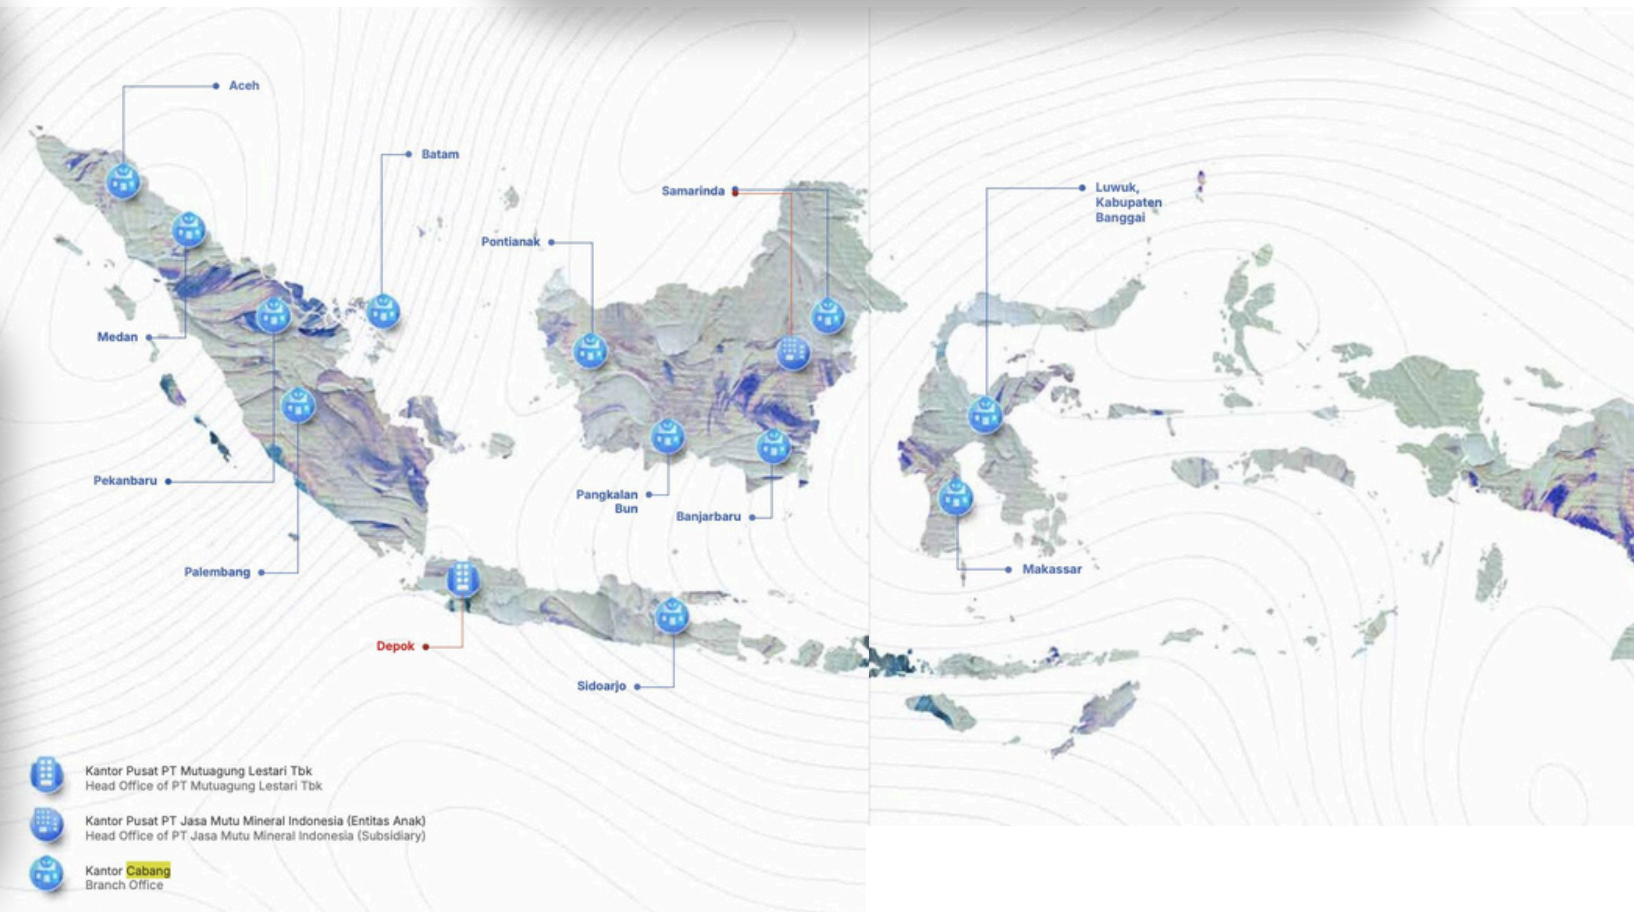 Aceh
Batam
Samarinda
Luwuk,
Kabupaten
Banggai
Pontianak
Medan
Pekanbaru
Pangkalan
Bun
Banjarbaru
Palembang
Makassar
Depok
Sidoarjo
Kantor Pusat PT Mutuagung Lestari Tbk
Head Office of PT Mutuagung Lestari Tbk
Kantor Pusat PT Jasa Mutu Mineral Indonesia (Entitas Anak)
Head Office of PT Jasa Mutu Mineral Indonesia (Subsidiary)
Kantor Cabang
Branch Office